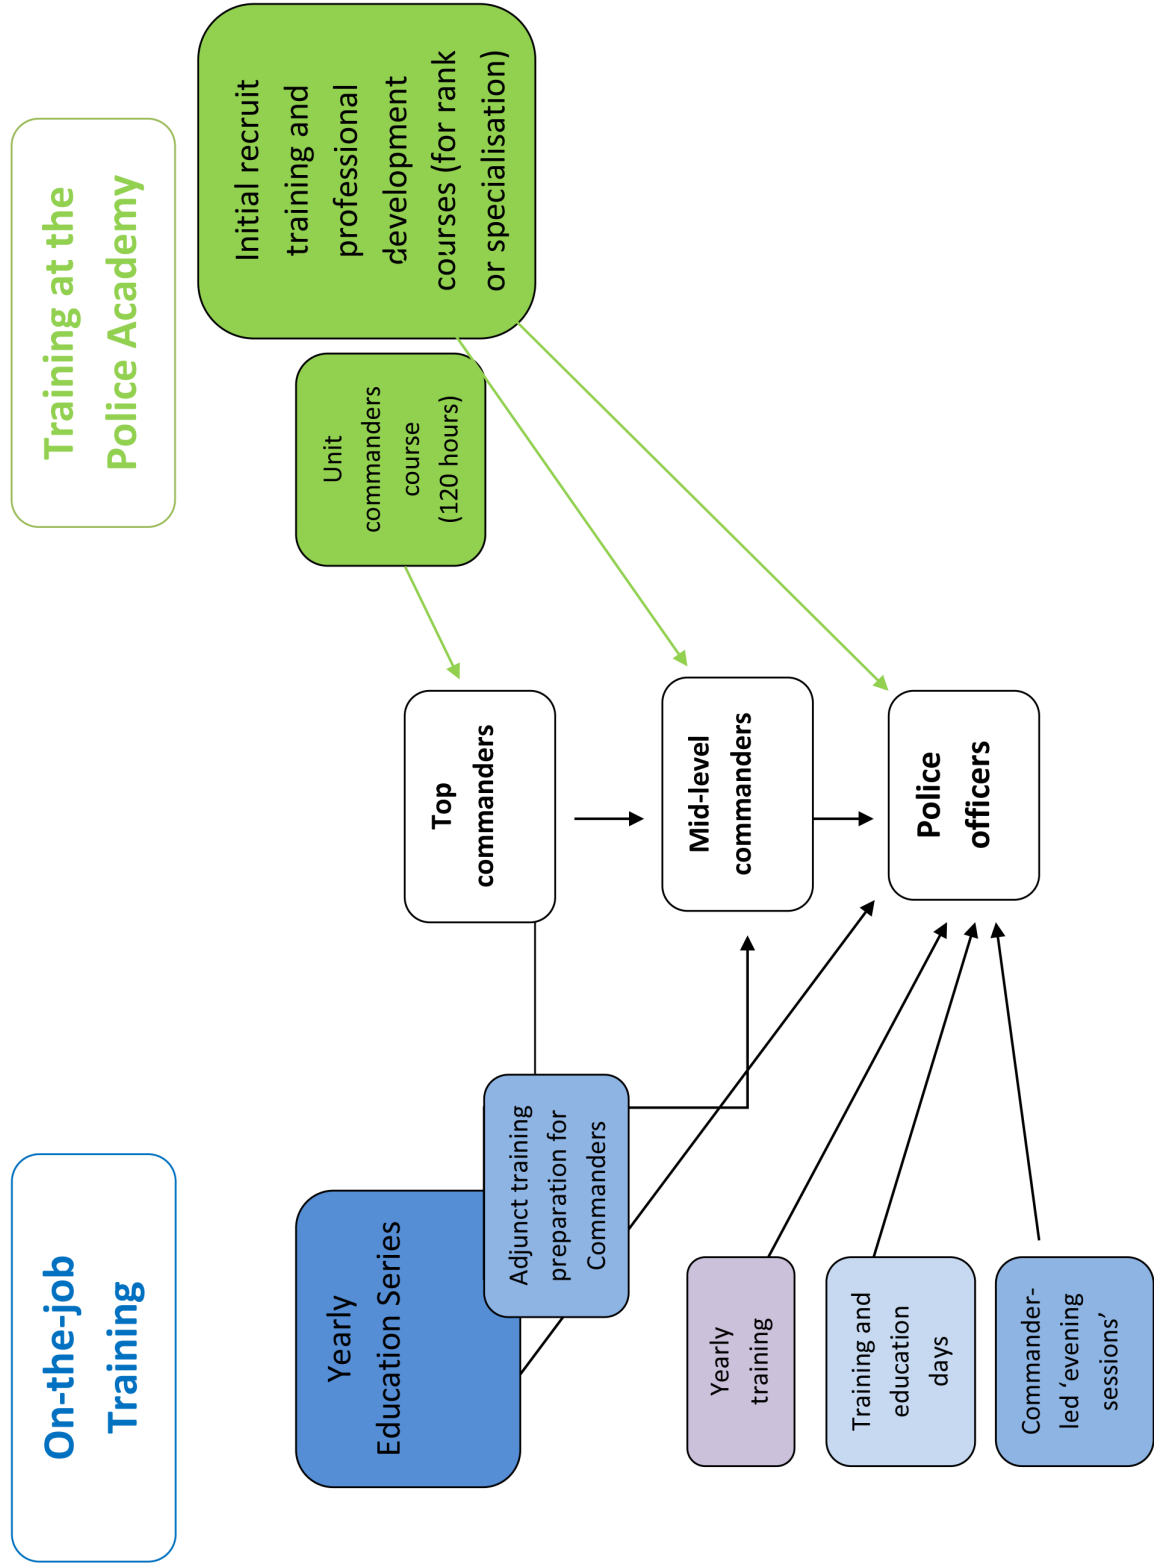 On-the-job
Training
Training at the
Police Academy
Yearly
Education Series
Adjunct training
preparation for
Commanders
Yearly
training
Training and
education
days
Commander-
led ‘evening
sessions’
Top
commanders
Mid-level
commanders
Police
officers
Unit
commanders
course
(120 hours)
Initial recruit
training and
professional
development
courses (for rank
or specialisation)